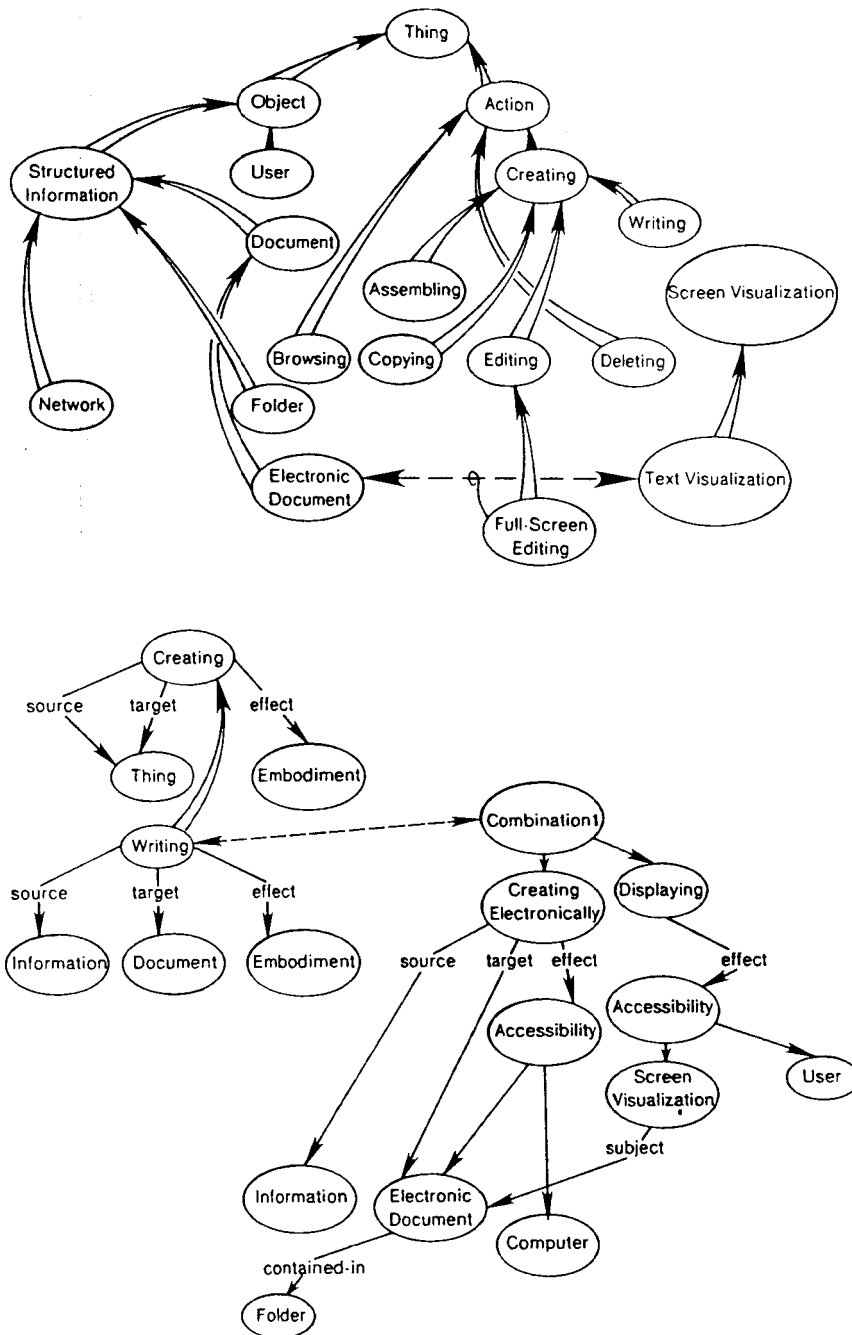 Thing
Object
Action
User
Structured
Information
Creating
Document
Writing
Assembling
Screen Visualization
Browsing
Copying
Editing
Deleting
Network
Folder
Electronic
Document
Text Visualization
Full-Screen
Editing
Creating
source
target
effect
Thing
Embodiment
Combination1
Writing
source
target
effect
Creating
Electronically
Displaying
Information
Document
Embodiment
source
target
effect
effect
Accessibility
Accessibility
Screen
Visualization
User
subject
Information
Electronic
Document
Computer
contained-in
Folder